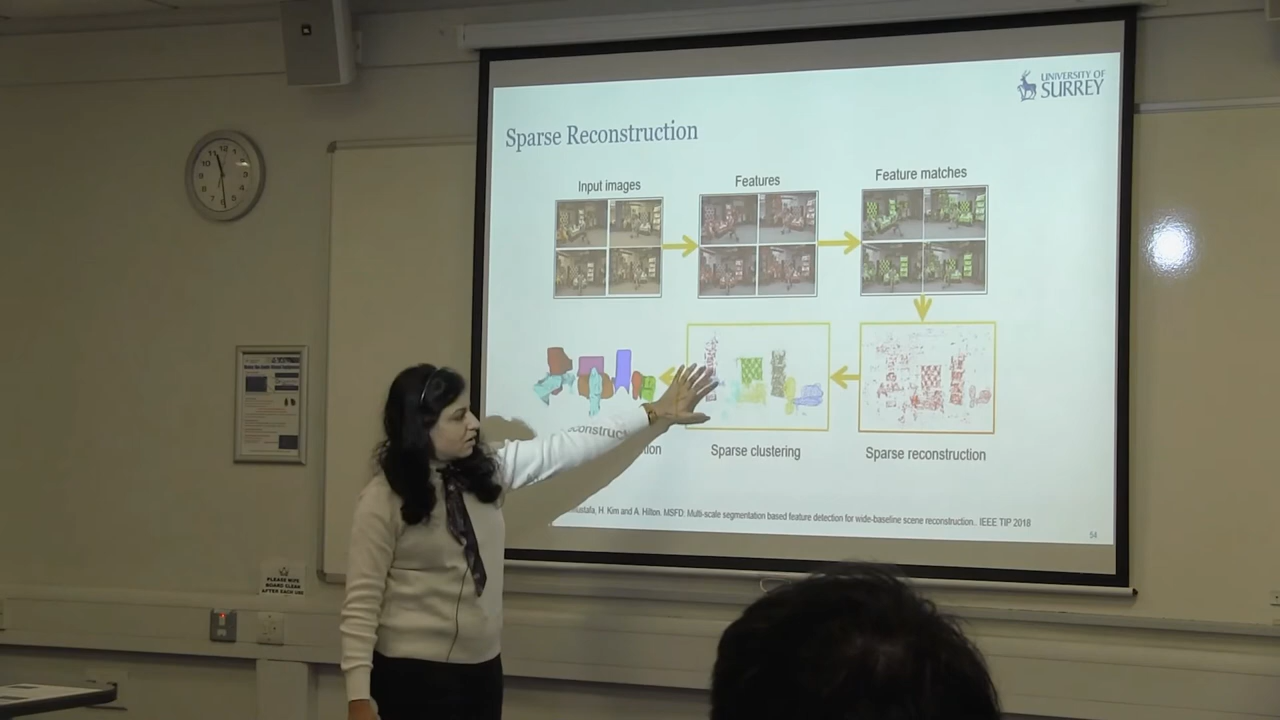 UNIVERSITY OF
SURREY
Sparse Reconstruction
Input images
Features
Feature matches
Sparse clustering
Sparse reconstruction
H. Kim and A. Hilton. MSFD: Multi-scale segmentation based feature detection for wide-baseline scene reconstruction.. IEEE TIP 2018
54
PLEASE WIPE
BOARD CLEAN
AFTER EACH USE